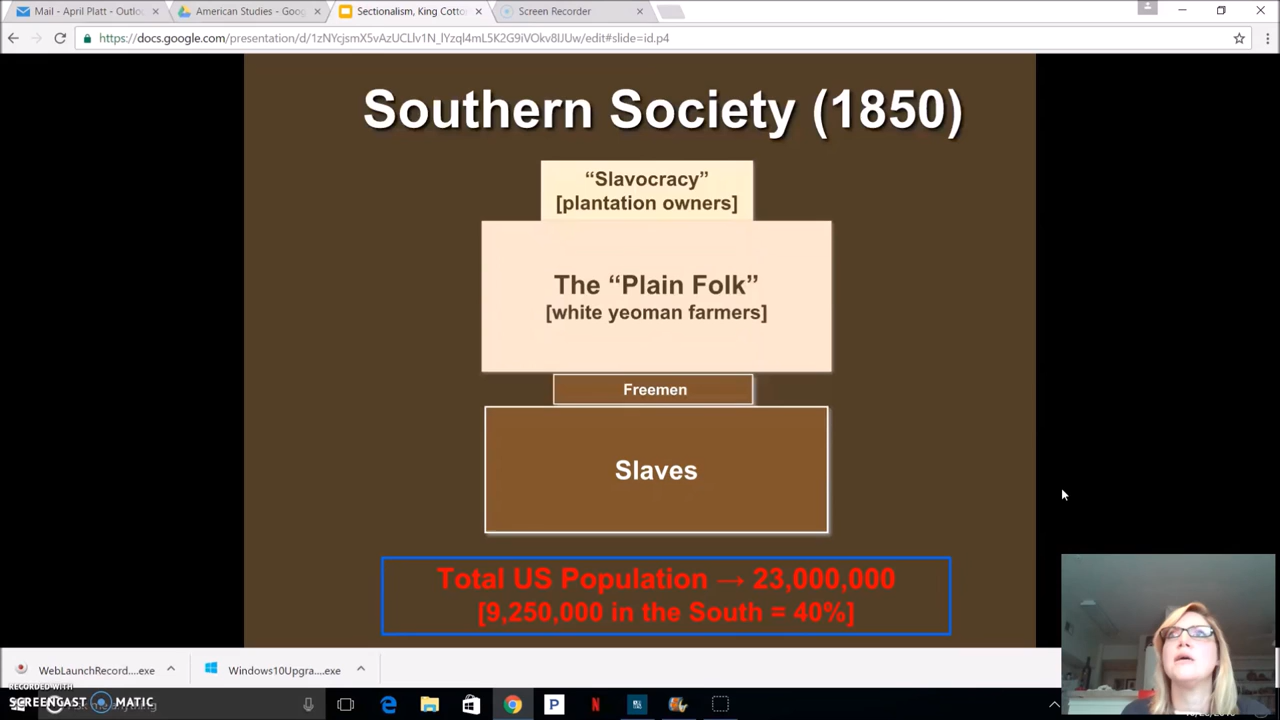 Mail - April Platt - Outloo
American Studies - Goog
Sectionalism, King Cotto
Screen Recorder
https://docs.google.com/presentation/d/1zNYcjsmX5vAzUCLlv1N_lYzql4mL5K2G9iVOkv8IJUw/edit#slide=id.p4
Southern Society (1850)
“Slavocracy”
[plantation owners]
The “Plain Folk”
[white yeoman farmers]
Freemen
Slaves
Total US Population → 23,000,000
[9,250,000 in the South = 40%]
WebLaunchRecord....exe
Windows10Upgra....exe
RECORDED WITH
SCREENCAST MATIC